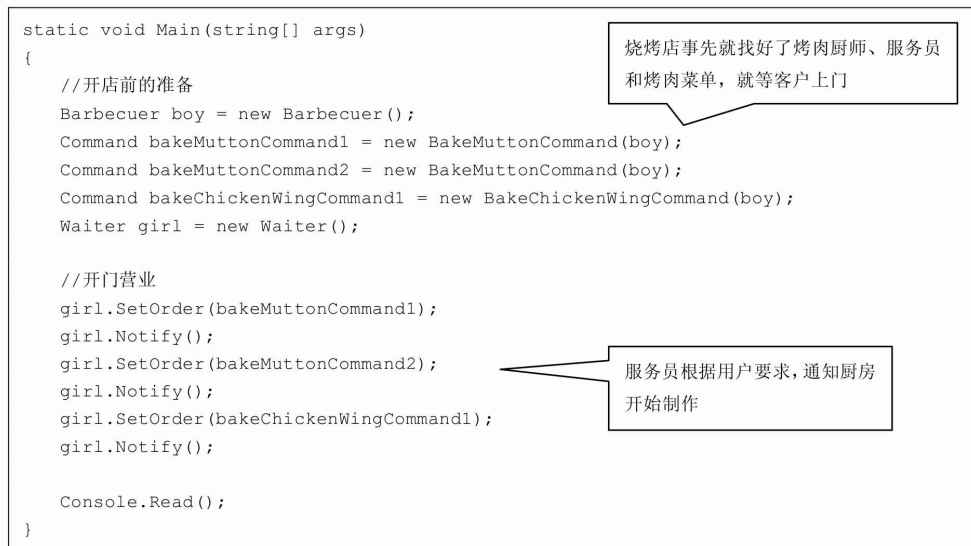 static void Main(string[] args)
{
//开店前的准备
Barbecuer boy = new Barbecuer();
Command bakeMuttonCommand1 = new BakeMuttonCommand(boy);
Command bakeMuttonCommand2 = new BakeMuttonCommand(boy);
Command bakeChickenWingCommand1 = new BakeChickenWingCommand(boy);
Waiter girl = new Waiter();
烧烤店事先就找好了烤肉厨师、服务员
和烤肉菜单，就等客户上门
//开门营业
girl.SetOrder(bakeMuttonCommand1);
girl.Notify();
girl.SetOrder(bakeMuttonCommand2);
girl.Notify();
girl.SetOrder(bakeChickenWingCommand1);
girl.Notify();
服务员根据用户要求，通知厨房
开始制作
Console.Read();
}